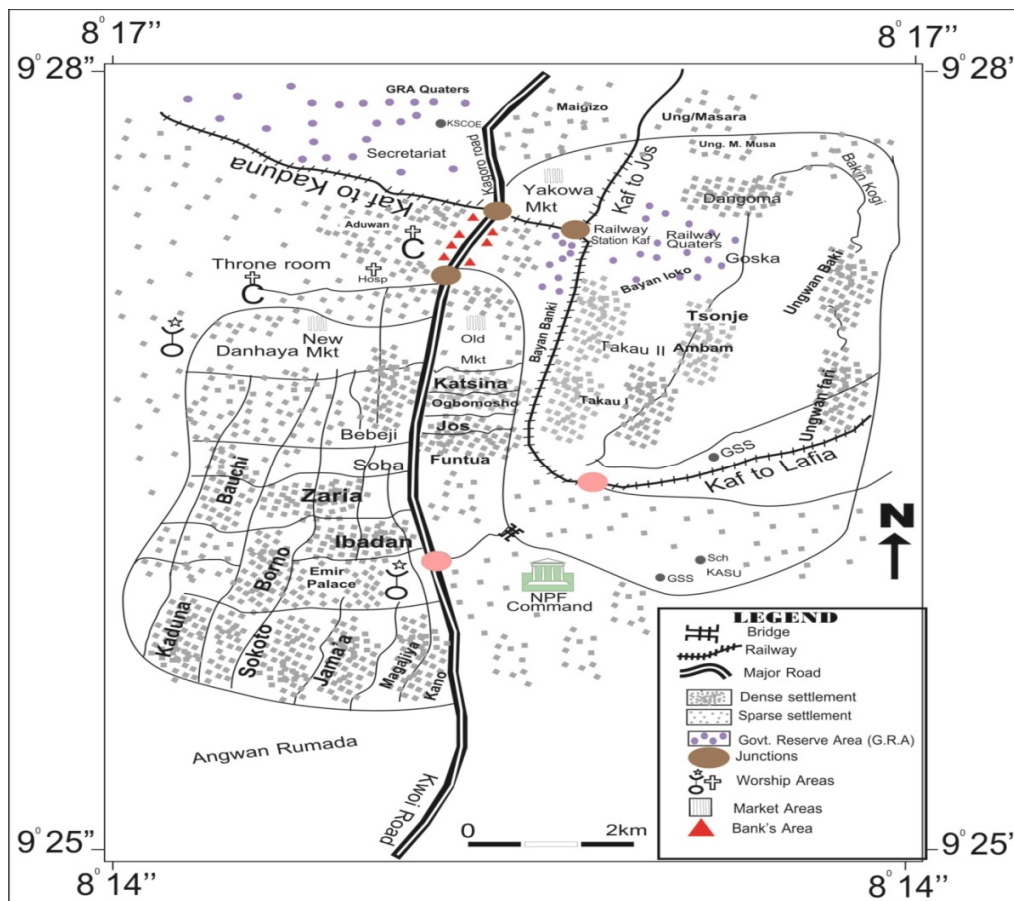 8° 17’’
8° 17’’
9° 28’’
9° 28’’
GRA Quaters
KSCOE
Secretariat
Kagoro road
Maigizo
Ung/Masara
Ung. M. Musa
Bakin Kogi
Kaf to Kaduna
Yakowa
Mkt
Kaf to Jos
Dangoma
Aduwan
C
Railway
Station Kaf
Railway
Quaters
Goska
Throne room
C
Hosp
Bayan loko
Ungwan Baki
New
Mkt
Danhaya
Old
Mkt
Bayan Banki
Tsonje
Takau II
Ambam
Katsina
Ogbomosho
Takau I
Jos
Bebeji
Funtua
Ungwan fari
GSS
Kaf to Lafia
Soba
Bauchi
Zaria
Ibadan
N
Borno
Emir
Palace
Sch
KASU
GSS
NPF
Command
Kaduna
Sokoto
Jama'a
Magajiya
Kano
Angwan Rumada
Kwoi Road
0
2km
LEGEND
Bridge
Railway
Major Road
Dense settlement
Sparse settlement
Govt. Reserve Area (G.R.A)
Junctions
Worship Areas
Market Areas
Bank's Area
9° 25’’
9° 25’’
8° 14’’
8° 14’’